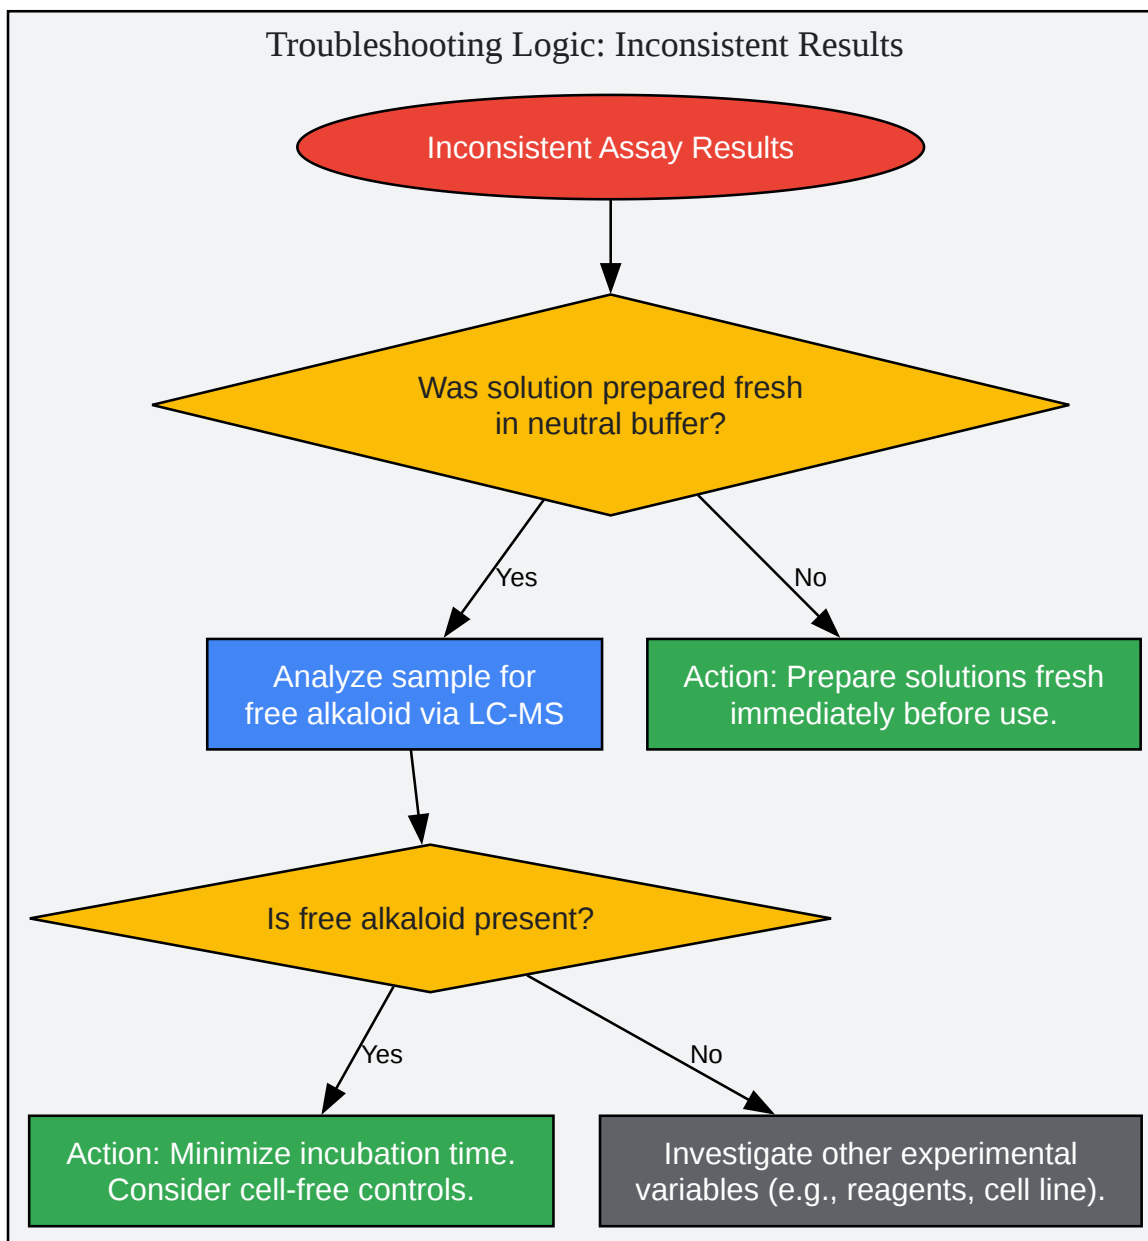 Troubleshooting Logic: Inconsistent Results
Inconsistent Assay Results
Was solution prepared fresh
in neutral buffer?
Yes
No
Analyze sample for
free alkaloid via LC-MS
Action: Prepare solutions fresh
immediately before use.
Is free alkaloid present?
Yes
No
Action: Minimize incubation time.
Consider cell-free controls.
Investigate other experimental
variables (e.g., reagents, cell line).